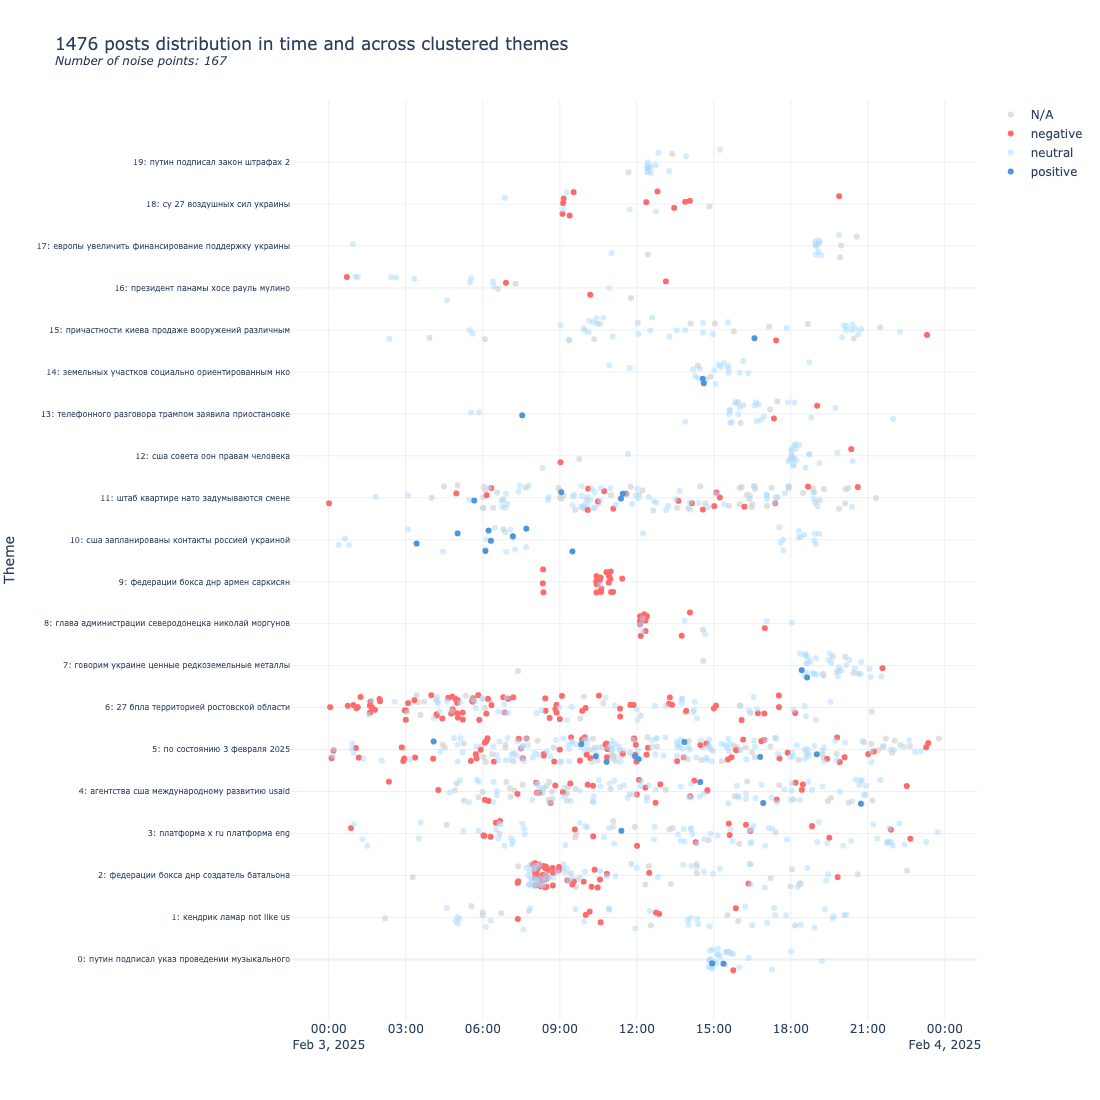 1476 posts distribution in time and across clustered themes
Number of noise points: 167
N/A
negative
neutral
positive
Theme
19: путин подписал закон штрафах 2
18: су 27 воздушных сил украины
17: европы увеличить финансирование поддержку украины
16: президент панамы хосе рауль мулино
15: причастности киева продаже вооружений различным
14: земельных участков социально ориентированным нко
13: телефонного разговора трампом заявила приостановке
12: сша совета оон правам человека
11: штаб квартире нато задумываются смене
10: сша запланированы контакты россией украиной
9: федерации бокса днр армен саркисян
8: глава администрации северодонецка николай моргунов
7: говорим украине ценные редкоземельные металлы
6: 27 бпла территорией ростовской области
5: по состоянию 3 февраля 2025
4: агентства сша международному развитию usaid
3: платформа x ru платформа eng
2: федерации бокса днр создатель батальона
1: кендрик ламар not like us
0: путин подписал указ проведении музыкального
00:00 03:00 06:00 09:00 12:00 15:00 18:00 21:00 00:00
Feb 3, 2025 Feb 4, 2025